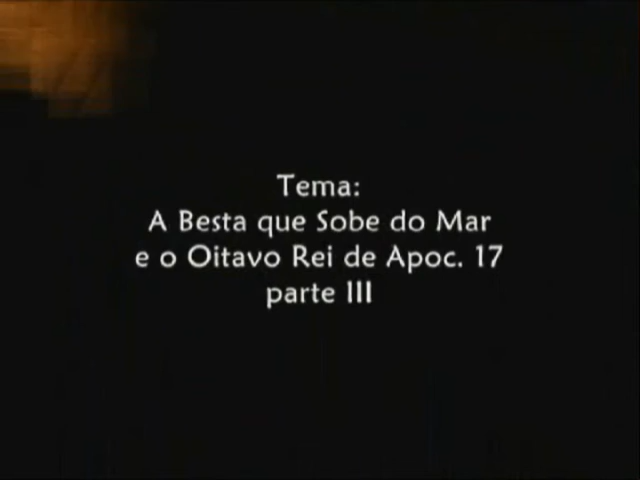 Tema:
A Besta que Sobe do Mar
e o Oitavo Rei de Apoc. 17
parte III